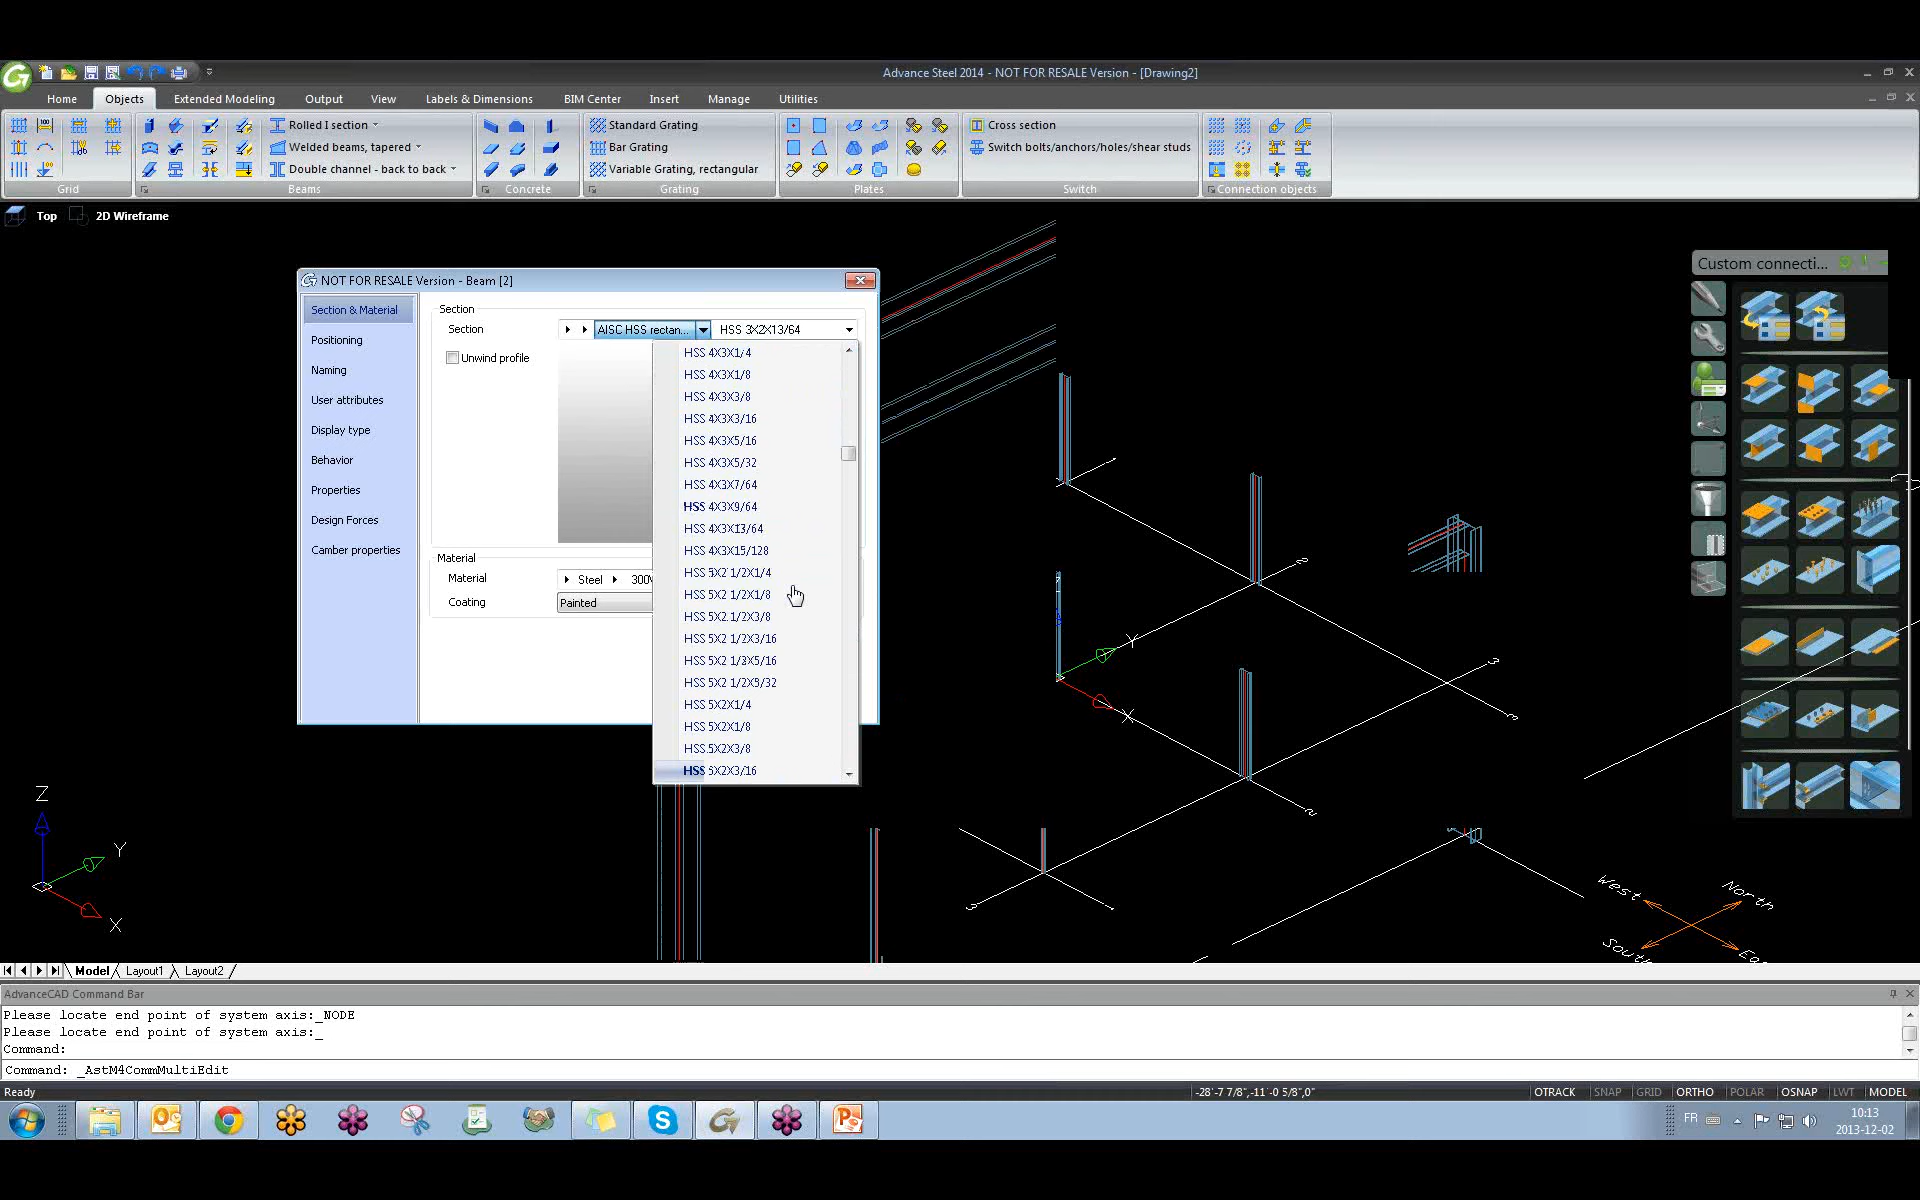 Advance Steel 2014 - NOT FOR RESALE Version - [Drawing2]
Home Objects Extended Modeling Output View Labels & Dimensions BIM Center Insert Manage Utilities
Rolled I section Standard Grating Cross section
Welded beams, tapered Bar Grating Switch bolts/anchors/holes/shear studs
Double channel - back to back Variable Grating, rectangular
Grid Beams Concrete Grating Plates Switch Connection objects
Top 2D Wireframe
Custom connecti...
NOT FOR RESALE Version - Beam [2]
Section & Material
Positioning
Naming
User attributes
Display type
Behavior
Properties
Design Forces
Camber properties
Section
Section AISC HSS rectan... HSS 3X2X13/64
Unwind profile
HSS 4X3X1/4
HSS 4X3X1/8
HSS 4X3X3/8
HSS 4X3X3/16
HSS 4X3X5/16
HSS 4X3X5/32
HSS 4X3X7/64
HSS 4X3X9/64
HSS 4X3X13/64
HSS 4X3X15/128
HSS 5X2 1/2X1/4
HSS 5X2 1/2X1/8
HSS 5X2 1/2X3/8
HSS 5X2 1/2X3/16
HSS 5X2 1/2X5/16
HSS 5X2 1/2X5/32
HSS 5X2X1/4
HSS 5X2X1/8
HSS 5X2X3/8
HSS 5X2X3/16
Material
Material Steel 300W
Coating Painted
Y
X
2
3
3
2
3
Z
Y
X
West North
South Ea
Model Layout1 Layout2
AdvanceCAD Command Bar
Please locate end point of system axis:_NODE
Please locate end point of system axis:_
Command:
Command: _AstM4CommMultiEdit
Ready -28'-7 7/8",-11'-0 5/8",0" OTRACK SNAP GRID ORTHO POLAR OSNAP LWT MODEL
FR 10:13
2013-12-02